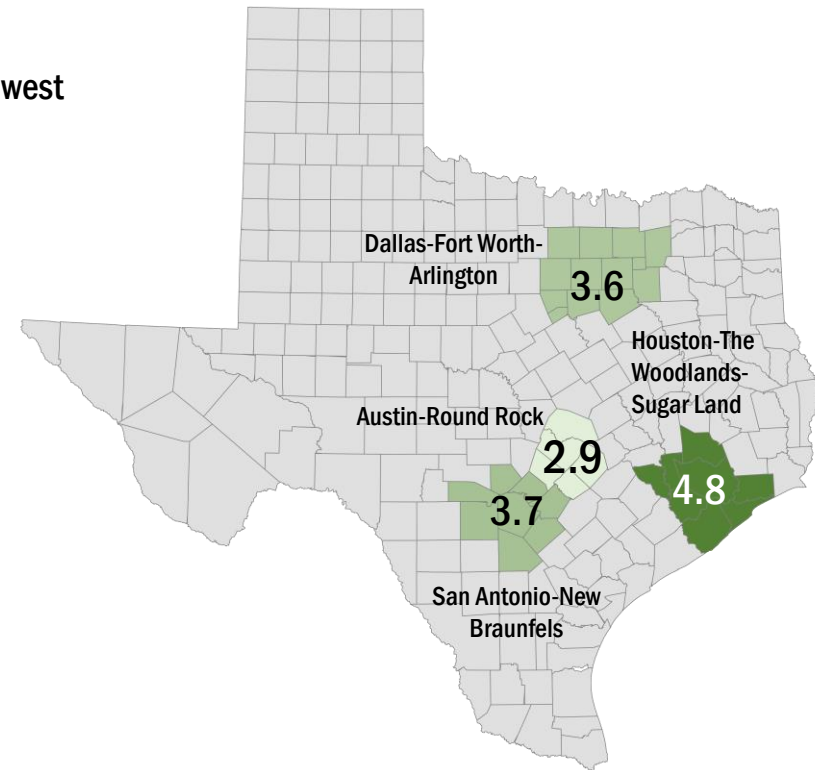 west
Dallas-Fort Worth-
Arlington
3.6
Houston-The
Woodlands-
Sugar Land
Austin-Round Rock
2.9
4.8
3.7
San Antonio-New
Braunfels